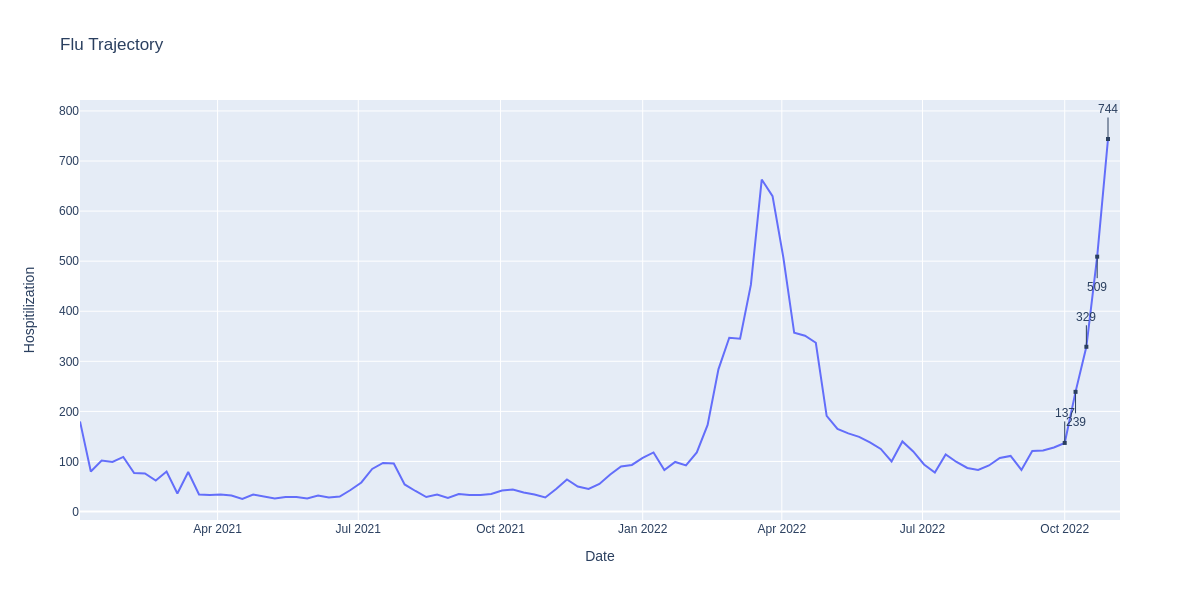 Flu Trajectory
Hospitilization
800
700
600
500
400
300
200
100
0
744
509
329
137
239
Apr 2021
Jul 2021
Oct 2021
Jan 2022
Apr 2022
Jul 2022
Oct 2022
Date